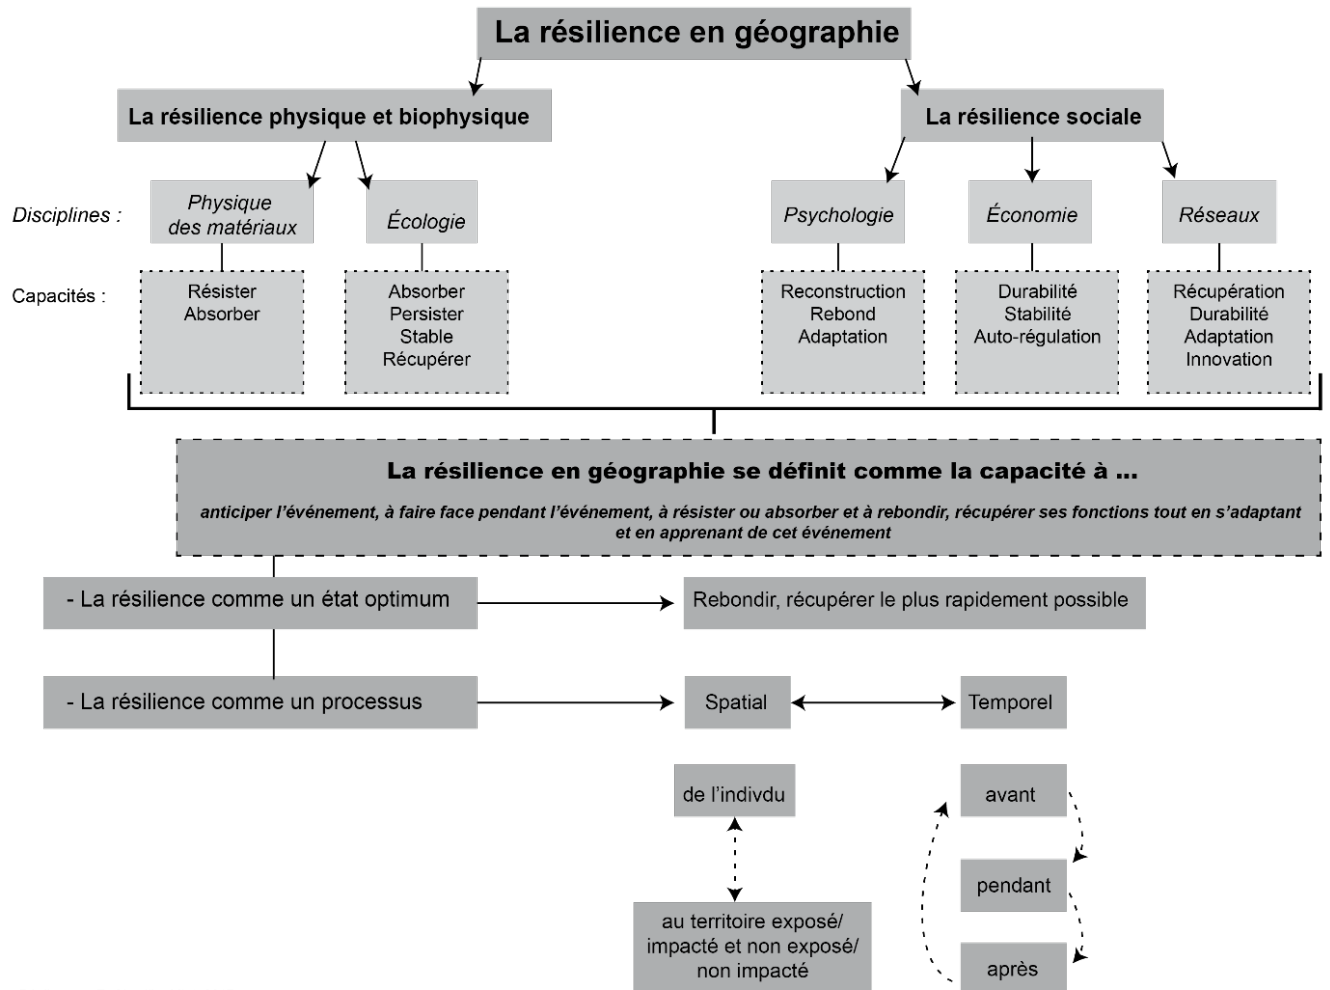 La résilience en géographie
La résilience physique et biophysique
La résilience sociale
Disciplines :
Physique
des matériaux
Écologie
Psychologie
Économie
Réseaux
Capacités :
Résister
Absorber
Absorber
Persister
Stable
Récupérer
Reconstruction
Rebond
Adaptation
Durabilité
Stabilité
Auto-régulation
Récupération
Durabilité
Adaptation
Innovation
La résilience en géographie se définit comme la capacité à ...
anticiper l'événement, à faire face pendant l'événement, à résister ou absorber et à rebondir, récupérer ses fonctions tout en s'adaptant
et en apprenant de cet événement
- La résilience comme un état optimum
Rebondir, récupérer le plus rapidement possible
- La résilience comme un processus
Spatial
Temporel
de l'indivdu
au territoire exposé/
impacté et non exposé/
non impacté
avant
pendant
après